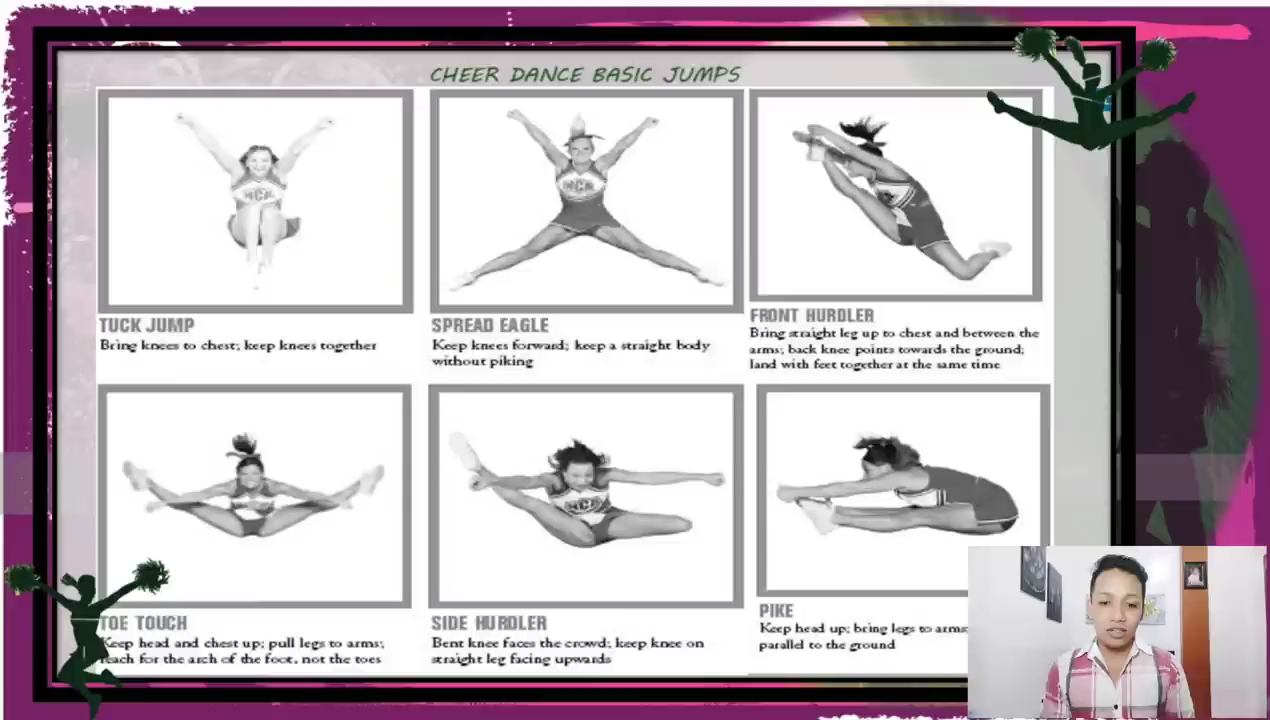 CHEER DANCE BASIC JUMPS
TUCK JUMP
Bring knees to chest; keep knees together
SPREAD EAGLE
Keep knees forward; keep a straight body
without piking
FRONT HURDLER
Bring straight leg up to chest and between the
arms; back knee points towards the ground;
land with feet together at the same time
TOE TOUCH
Keep head and chest up; pull legs to arms;
reach for the arch of the foot, not the toes
SIDE HURDLER
Bent knee faces the crowd; keep knee on
straight leg facing upwards
PIKE
Keep head up; bring legs to arms
parallel to the ground